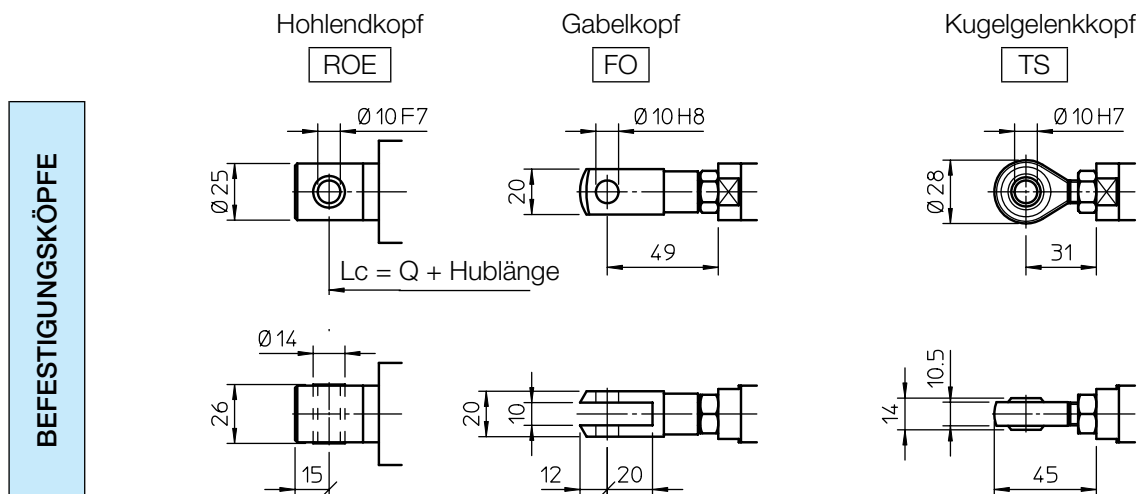 Hohlendkopf
ROE
Gabelkopf
FO
Kugelgelenkkopf
TS
BEFESTIGUNGSKÖPFE
Ø 10 F7
Ø 25
Lc = Q + Hublänge
Ø 10 H8
20
49
Ø 10 H7
Ø 28
31
Ø 14
26
15
20
10
12
20
10.5
14
45